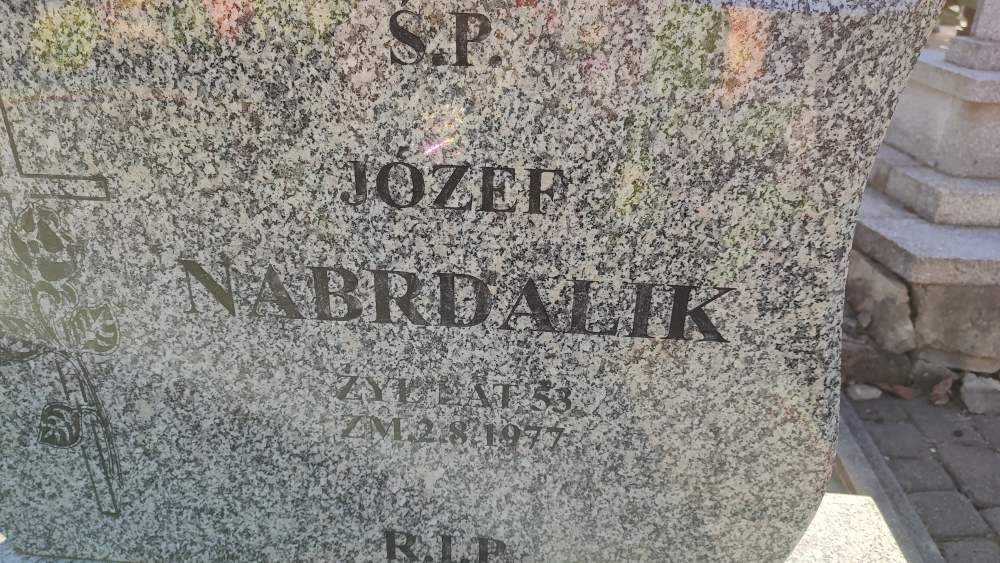 Ś.P.
JÓZEF
NABRDALIK
ŻYŁ LAT 53
ZM.2.8.1977
R.I.P.